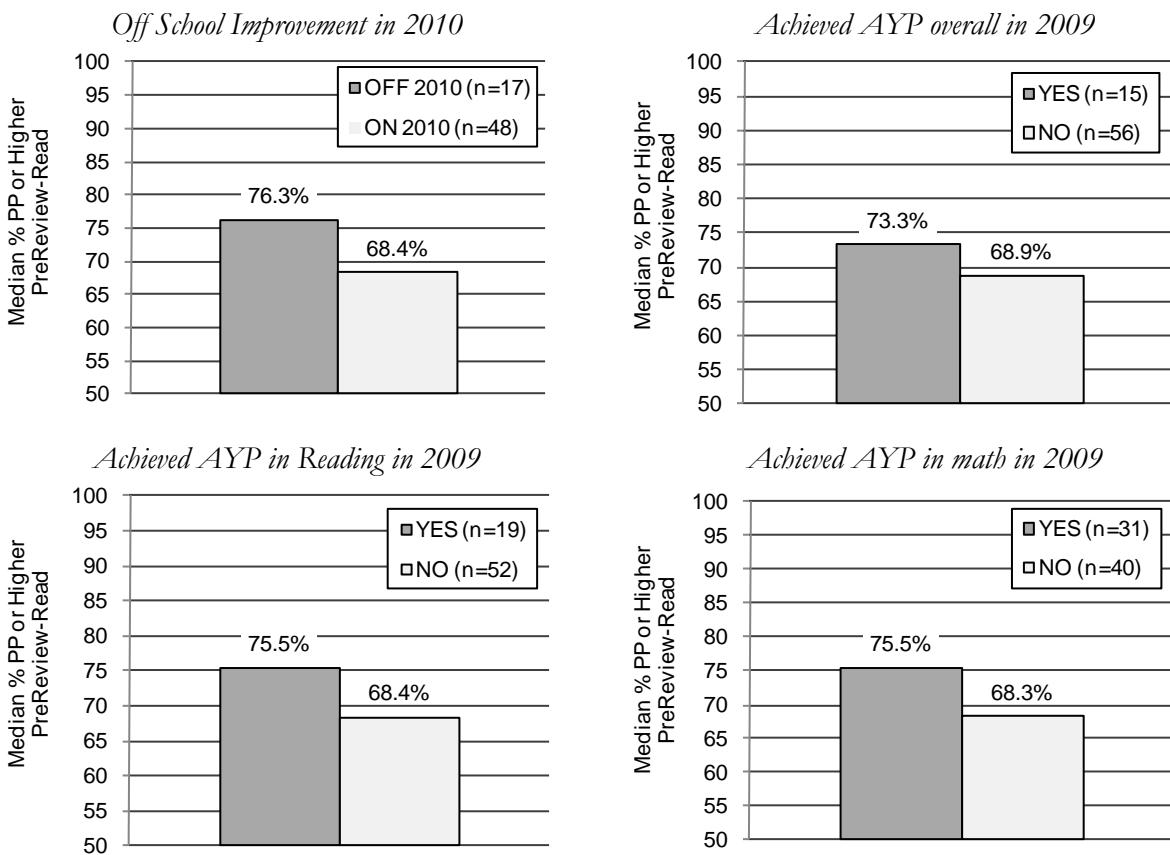 Off School Improvement in 2010
Median % PP or Higher
PreReview-Read
100
95
90
85
80
75
70
65
60
55
50
OFF 2010 (n=17)
ON 2010 (n=48)
76.3%
68.4%
Achieved AYP overall in 2009
Median % PP or Higher
PreReview-Read
100
95
90
85
80
75
70
65
60
55
50
YES (n=15)
NO (n=56)
73.3%
68.9%
Achieved AYP in Reading in 2009
Median % PP or Higher
PreReview-Read
100
95
90
85
80
75
70
65
60
55
50
YES (n=19)
NO (n=52)
75.5%
68.4%
Achieved AYP in math in 2009
Median % PP or Higher
PreReview-Read
100
95
90
85
80
75
70
65
60
55
50
YES (n=31)
NO (n=40)
75.5%
68.3%